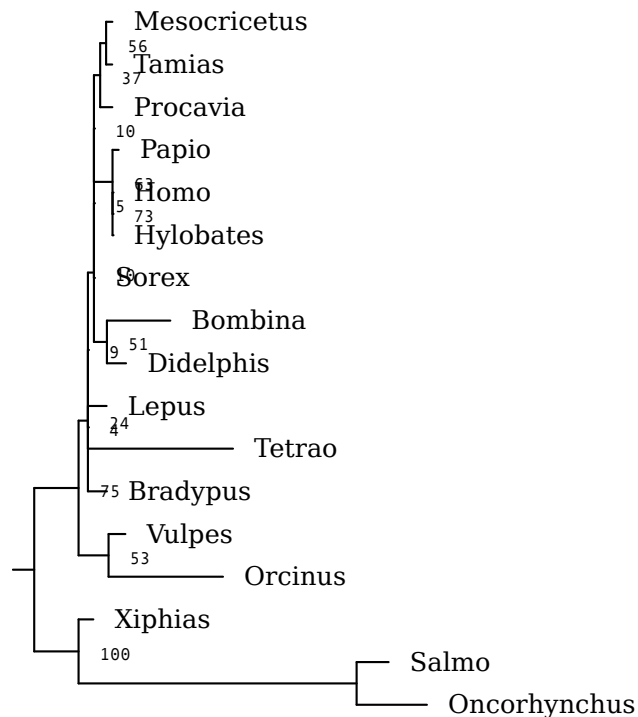 Mesocricetus
56
Tamias
37
Procavia
10
Papio
63
Homo
5
73
Hylobates
Sorex
10
Bombina
51
9
Didelphis
Lepus
24
4
Tetrao
75
Bradypus
Vulpes
53
Orcinus
Xiphias
100
Salmo
Oncorhynchus